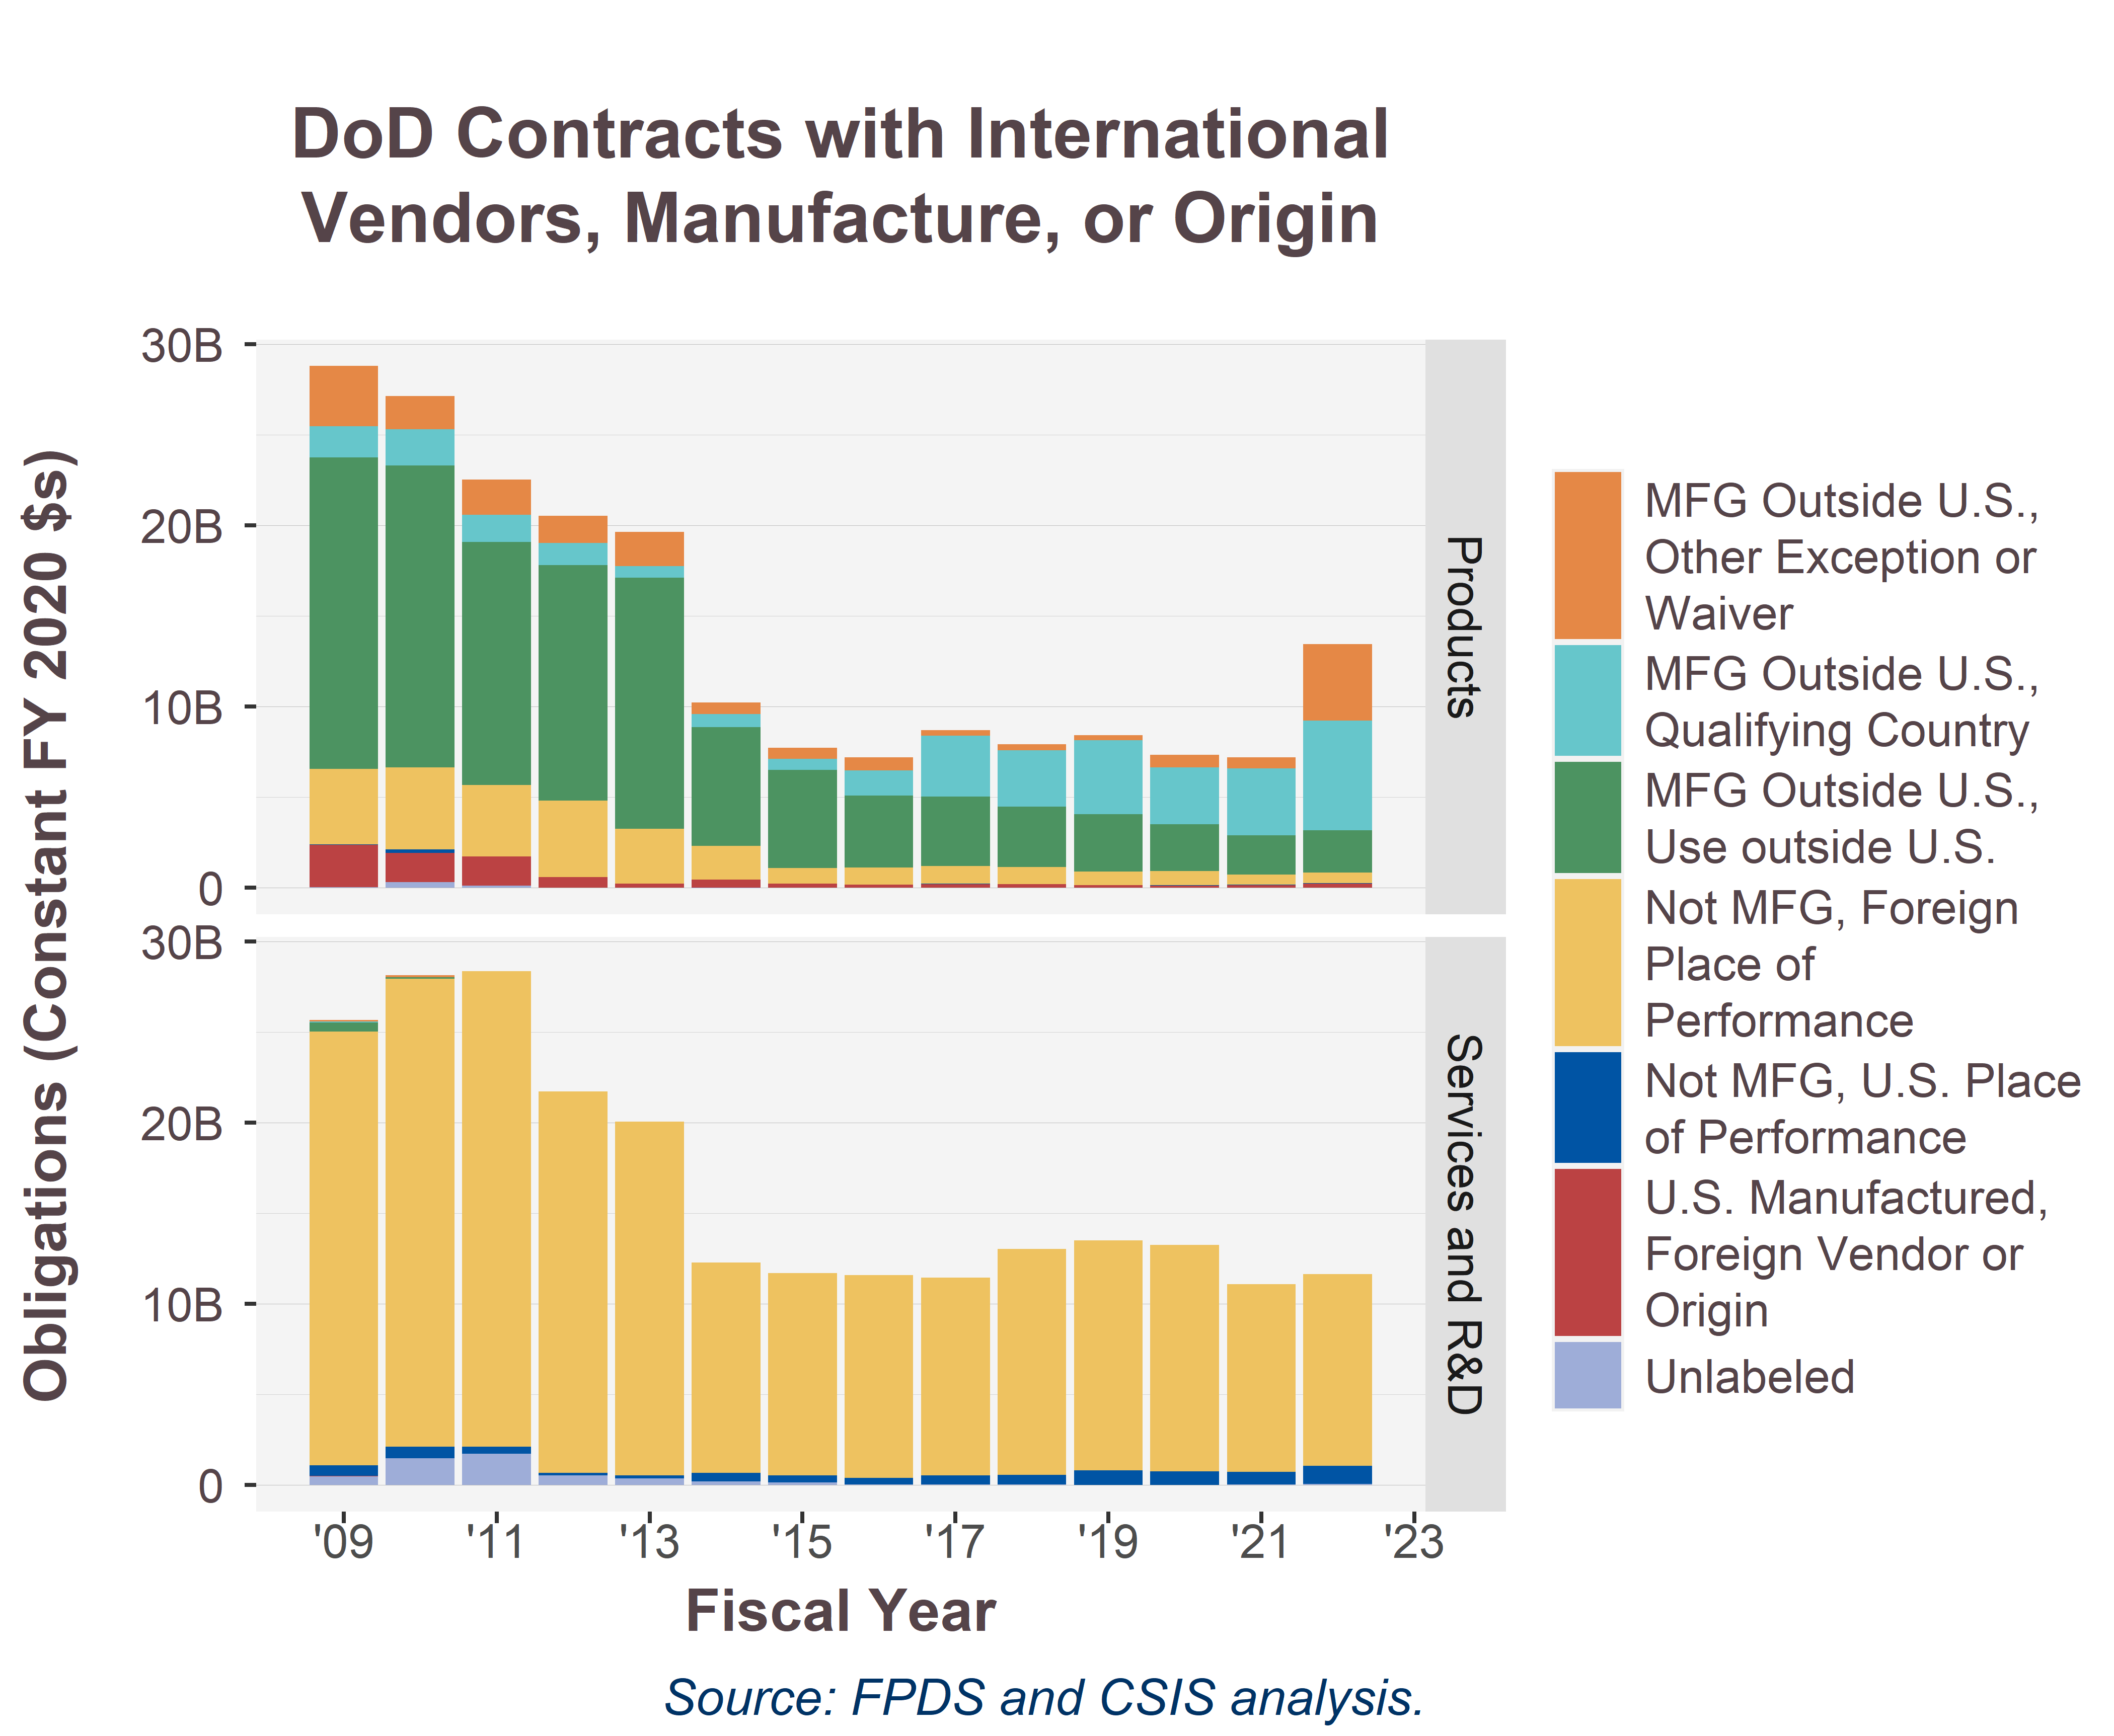 DoD Contracts with International
Vendors, Manufacture, or Origin
Obligations (Constant FY 2020 $s)
30B
20B
10B
0
Products
30B
20B
10B
0
Services and R&D
'09
'11
'13
'15
'17
'19
'21
'23
Fiscal Year
MFG Outside U.S.,
Other Exception or
Waiver
MFG Outside U.S.,
Qualifying Country
MFG Outside U.S.,
Use outside U.S.
Not MFG, Foreign
Place of
Performance
Not MFG, U.S. Place
of Performance
U.S. Manufactured,
Foreign Vendor or
Origin
Unlabeled
Source: FPDS and CSIS analysis.